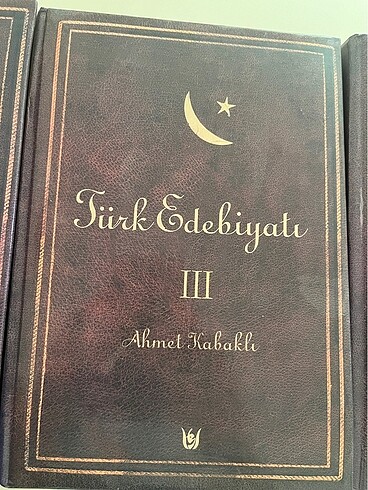 Türk Edebiyatı
III
Ahmet Kabaklı